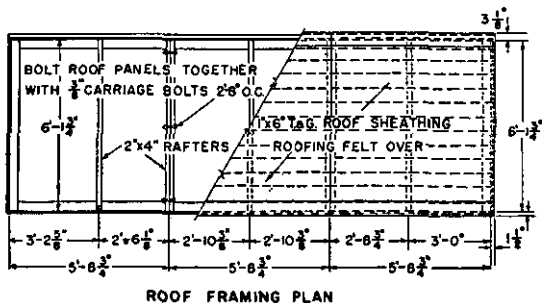 3 1/8"
BOLT ROOF PANELS TOGETHER
WITH 3/8" CARRIAGE BOLTS 2'-8" O.C.
6'-1 3/4"
1"x6" T&G. ROOF SHEATHING
2"x4" RAFTERS
ROOFING FELT OVER
6'-1 3/4"
3'-2 5/8" 2'-6 1/8" 2'-10 3/8" 2'-10 3/8" 2'-8 3/4" 3'-0"
1 1/8"
5'-8 3/4" 5'-8 3/4" 5'-8 3/4"
ROOF FRAMING PLAN